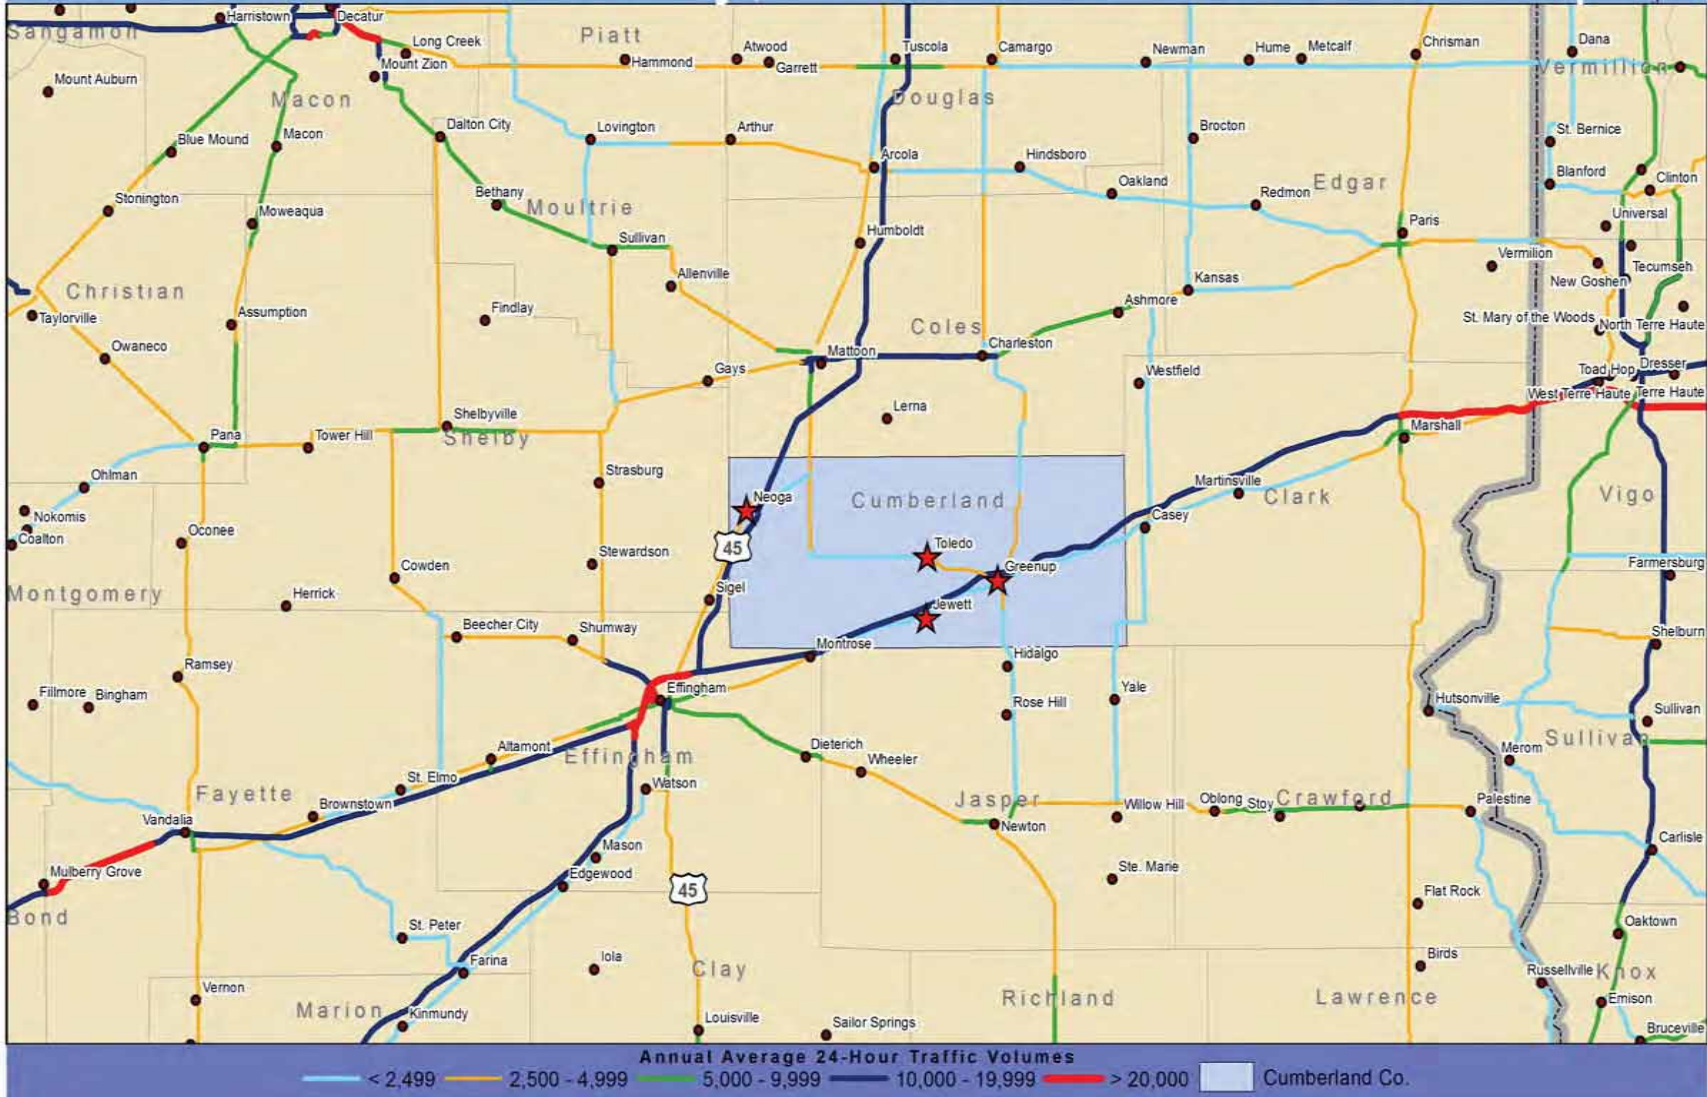 Harristown
Decatur
Sangamon
Piatt
Long Creek
Atwood
Tuscola
Camargo
Newman
Hume
Metcalf
Chrisman
Dana
Mount Zion
Hammond
Garrett
Vermillion
Mount Auburn
Macon
Douglas
Blue Mound
Macon
Dalton City
Lovington
Arthur
Brocton
St. Bernice
Arcola
Hindsboro
Blanford
Clinton
Stonington
Bethany
Oakland
Redmon
Edgar
Moweaqua
Moultrie
Universal
Sullivan
Humboldt
Paris
Vermilion
Tecumseh
Allenville
Kansas
New Goshen
Christian
Findlay
Ashmore
Taylorville
Assumption
Coles
St. Mary of the Woods
North Terre Haute
Owaneco
Mattoon
Charleston
Gays
Westfield
Toad Hop
Dresser
West Terre Haute
Terre Haute
Lerna
Shelbyville
Shelby
Pana
Tower Hill
Marshall
Ohlman
Strasburg
Martinsville
Neoga
Cumberland
Clark
Vigo
Nokomis
Casey
Coalton
Oconee
45
Toledo
Stewardson
Greenup
Farmersburg
Cowden
Sigel
Montgomery
Herrick
Jewett
Beecher City
Shumway
Montrose
Shelburn
Hidalgo
Ramsey
Fillmore
Bingham
Effingham
Rose Hill
Yale
Hutsonville
Sullivan
Altamont
Effingham
Dieterich
Merom
Sullivan
Wheeler
St. Elmo
Watson
Fayette
Brownstown
Jasper
Willow Hill
Oblong
Stoy
Crawford
Palestine
Vandalia
Newton
Carlisle
Mason
Mulberry Grove
Edgewood
Ste. Marie
45
Flat Rock
Bond
St. Peter
Oaktown
Farina
Iola
Clay
Birds
Russellville
Knox
Vernon
Marion
Kinmundy
Richland
Lawrence
Emison
Louisville
Sailor Springs
Bruceville
Annual Average 24-Hour Traffic Volumes
< 2,499
2,500 - 4,999
5,000 - 9,999
10,000 - 19,999
> 20,000
Cumberland Co.